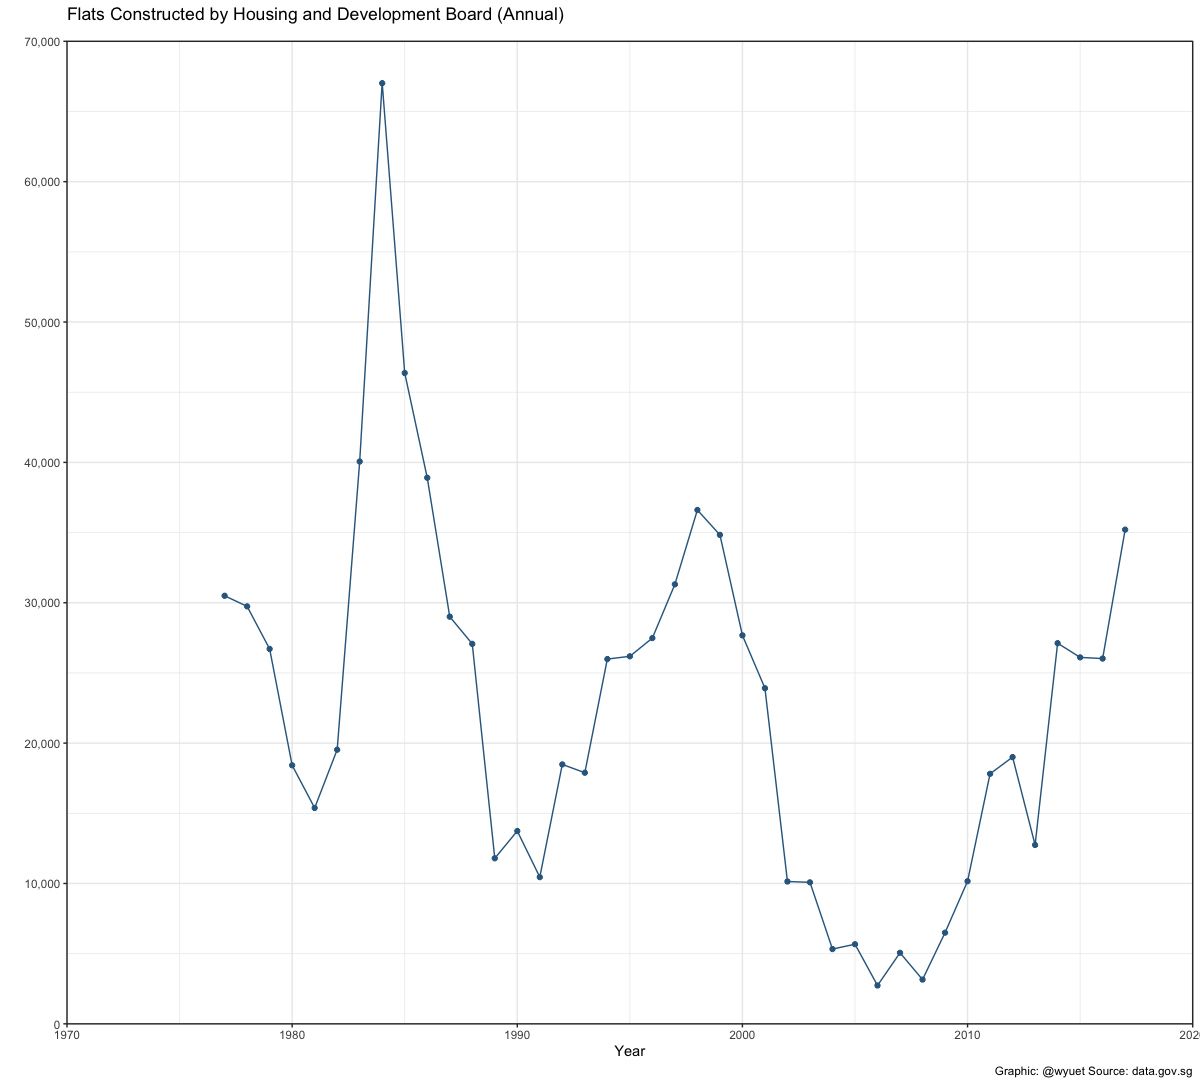 Flats Constructed by Housing and Development Board (Annual)
70,000
60,000
50,000
40,000
30,000
20,000
10,000
0
1970 1980 1990 2000 2010 202
Year
Graphic: @wyuet Source: data.gov.sg